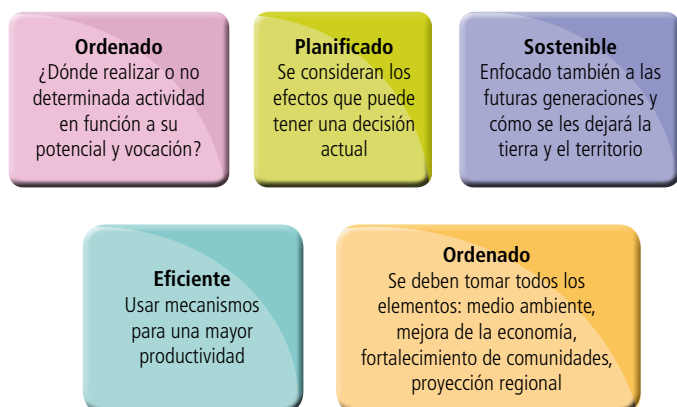 Ordenado
¿Dónde realizar o no
determinada actividad
en función a su
potencial y vocación?
Planificado
Se consideran los
efectos que puede
tener una decisión
actual
Sostenible
Enfocado también a las
futuras generaciones y
cómo se les dejará la
tierra y el territorio
Eficiente
Usar mecanismos
para una mayor
productividad
Ordenado
Se deben tomar todos los
elementos: medio ambiente,
mejora de la economía,
fortalecimiento de comunidades,
proyección regional